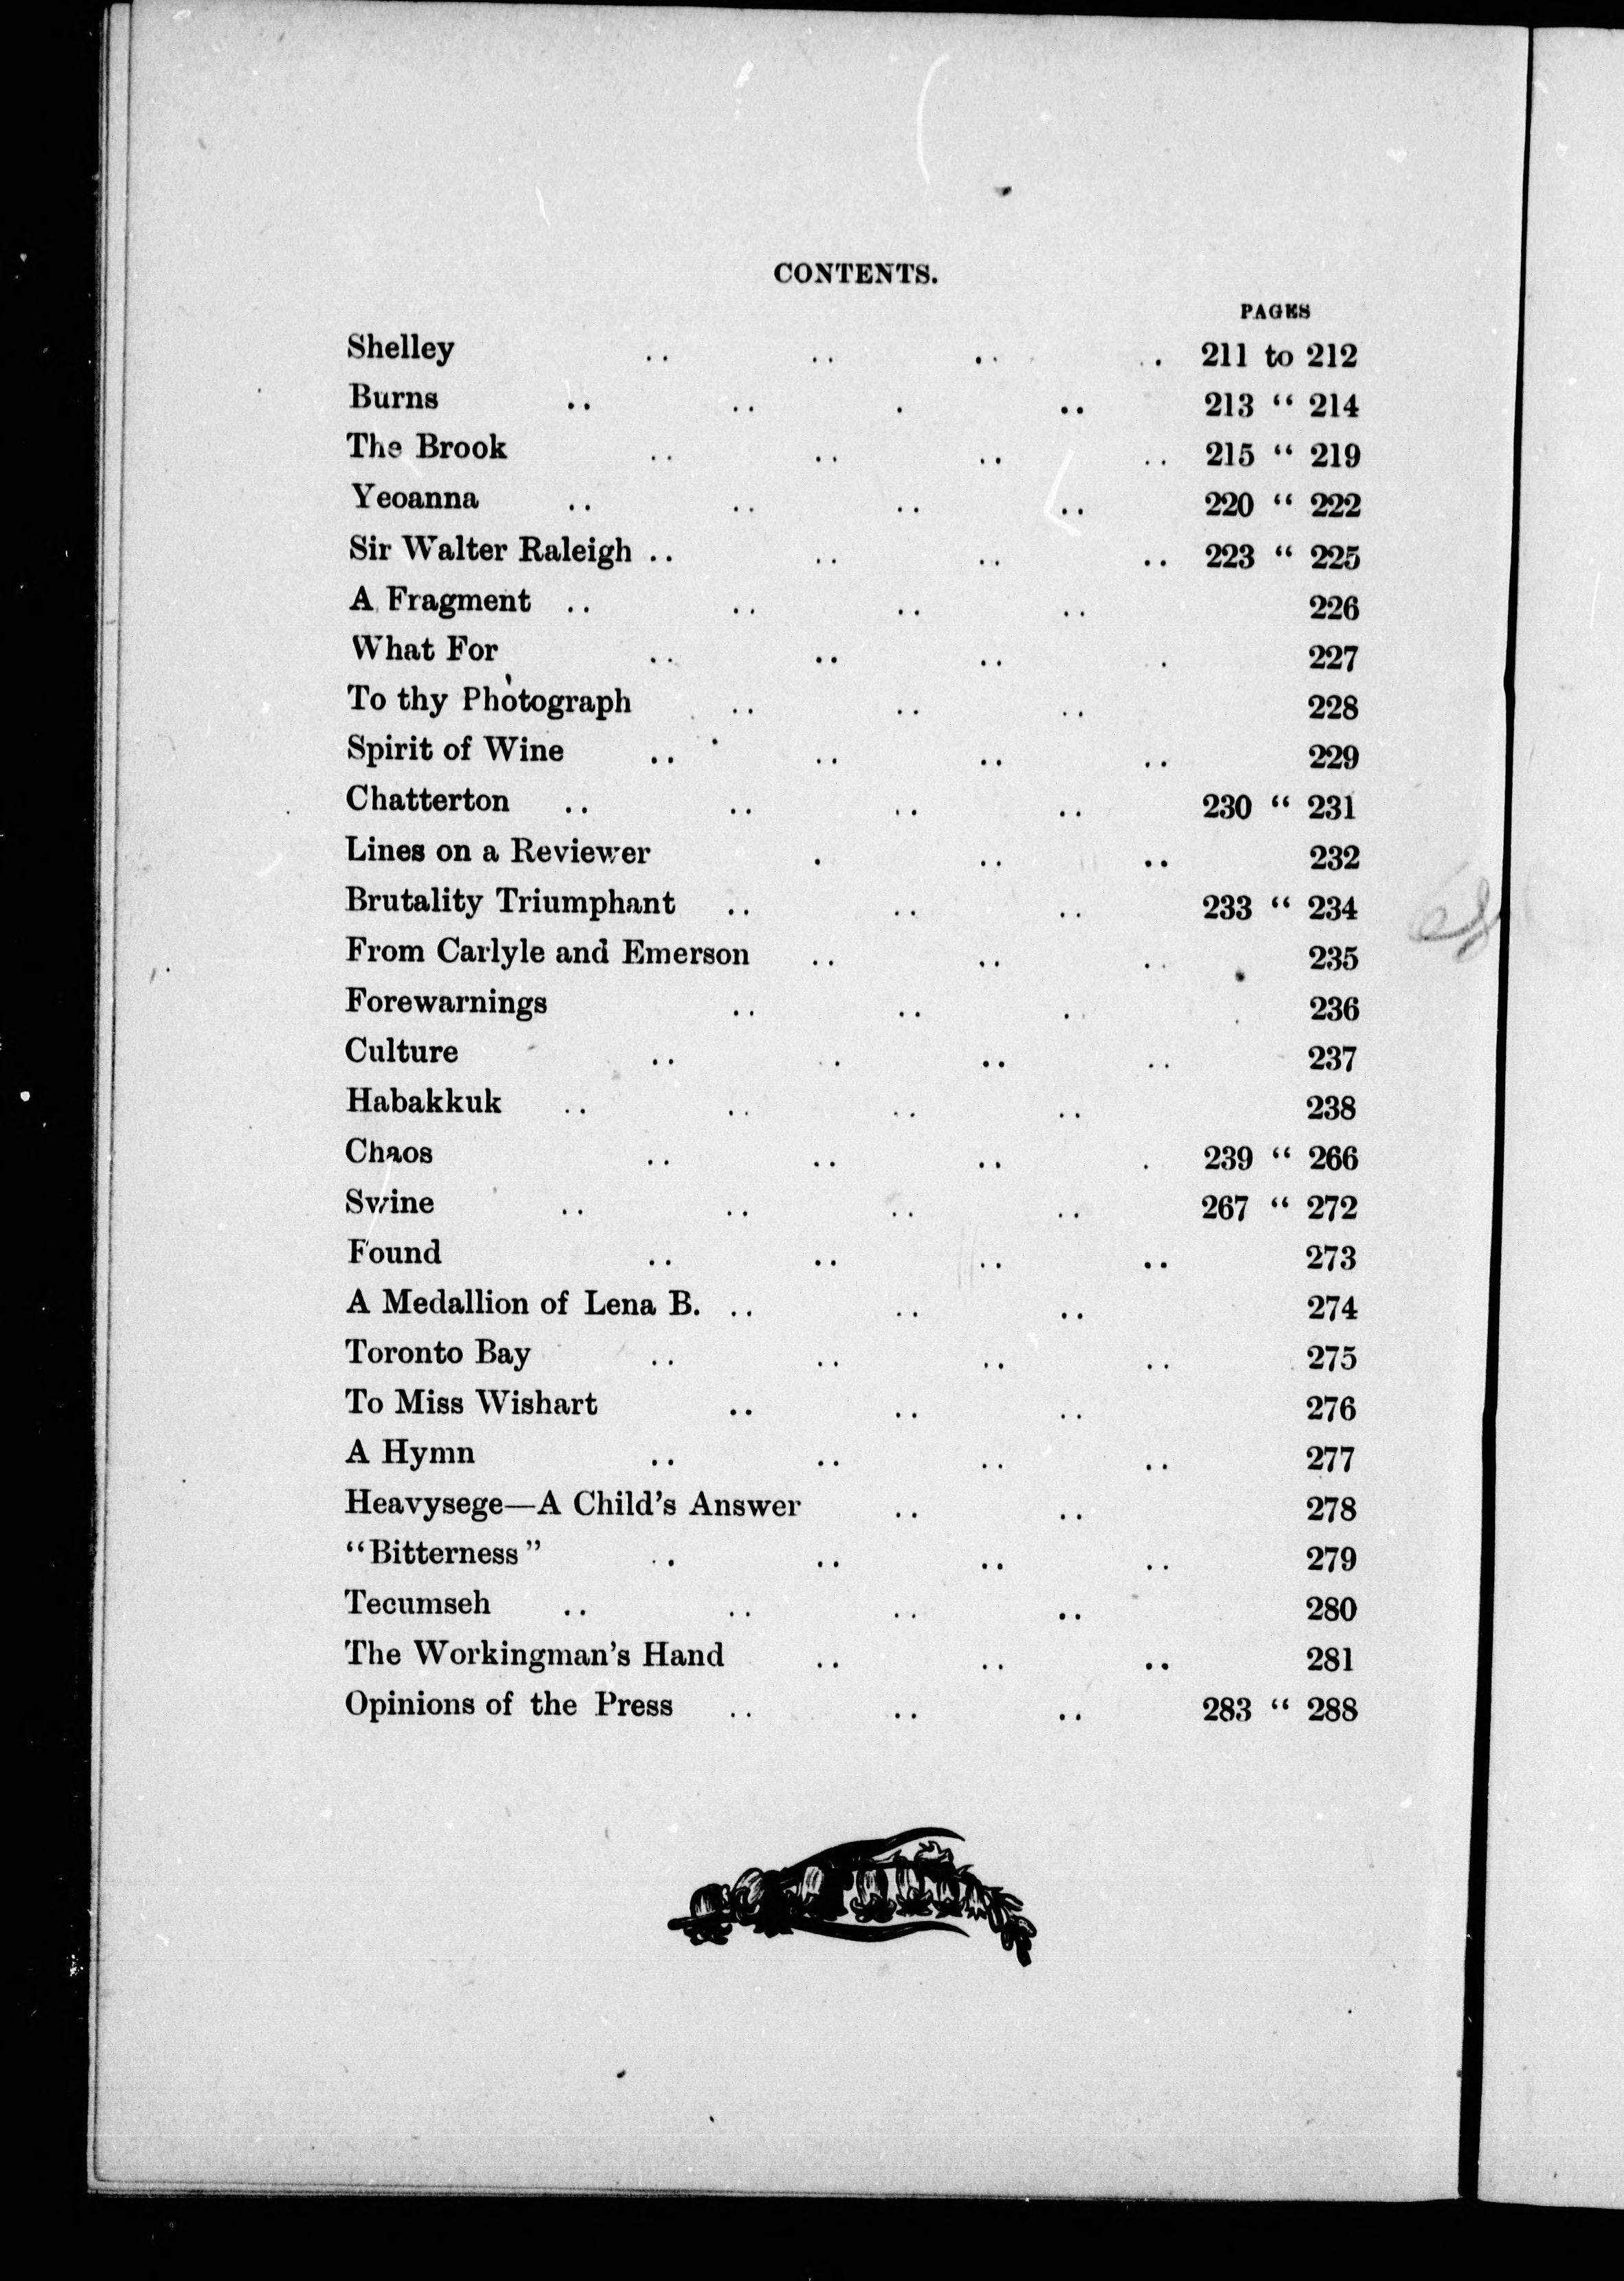 CONTENTS.
PAGES
Shelley .. .. .. .. 211 to 212
Burns .. .. . .. 213 “ 214
The Brook .. .. .. .. 215 “ 219
Yeoanna .. .. .. .. 220 “ 222
Sir Walter Raleigh .. .. .. .. 223 “ 225
A Fragment .. .. .. .. 226
What For .. .. .. . 227
To thy Photograph .. .. .. 228
Spirit of Wine .. .. .. .. 229
Chatterton .. .. .. .. 230 “ 231
Lines on a Reviewer . .. .. 232
Brutality Triumphant .. .. .. 233 “ 234
From Carlyle and Emerson .. .. .. 235
Forewarnings .. .. . . 236
Culture .. . .. .. 237
Habakkuk .. .. .. .. 238
Chaos .. .. .. . 239 “ 266
Swine .. .. .. .. 267 “ 272
Found .. .. .. .. 273
A Medallion of Lena B. .. .. .. 274
Toronto Bay .. .. .. .. 275
To Miss Wishart .. .. .. 276
A Hymn .. .. .. .. 277
Heavysege—A Child’s Answer .. .. 278
“Bitterness” .. .. .. .. 279
Tecumseh .. .. .. .. 280
The Workingman’s Hand .. .. .. 281
Opinions of the Press .. .. .. 283 “ 288